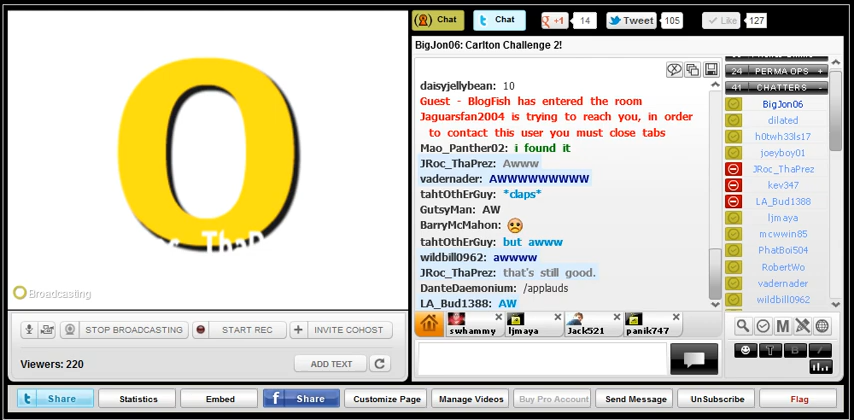 Chat
Chat
+1
14
Tweet
105
Like
127
BigJon06: Carlton Challenge 2!
daisyjellybean: 10
Guest - BlogFish has entered the room
Jaguarsfan2004 is trying to reach you, in order
to contact this user you must close tabs
Mao_Panther02: i found it
JRoc_ThaPrez: Awww
vadernader: AWWWWWWWWW
tahtOthErGuy: *claps*
GutsyMan: AW
BarryMcMahon:
tahtOthErGuy: but awww
wildbill0962: awwww
JRoc_ThaPrez: that's still good.
DanteDaemonium: /applauds
LA_Bud1388: AW
24 PERMA OPS +
41 CHATTERS -
BigJon06
dilated
h0twh33ls17
joeyboy01
JRoc_ThaPrez
kev347
LA_Bud1388
ljmaya
mcwwin85
PhatBoi504
RobertWo
vadernader
wildbill0962
swhammy
ljmaya
Jack521
panik747
O
Broadcasting
STOP BROADCASTING
START REC
INVITE COHOST
Viewers: 220
ADD TEXT
Share
Statistics
Embed
Share
Customize Page
Manage Videos
Buy Pro Account
Send Message
UnSubscribe
Flag